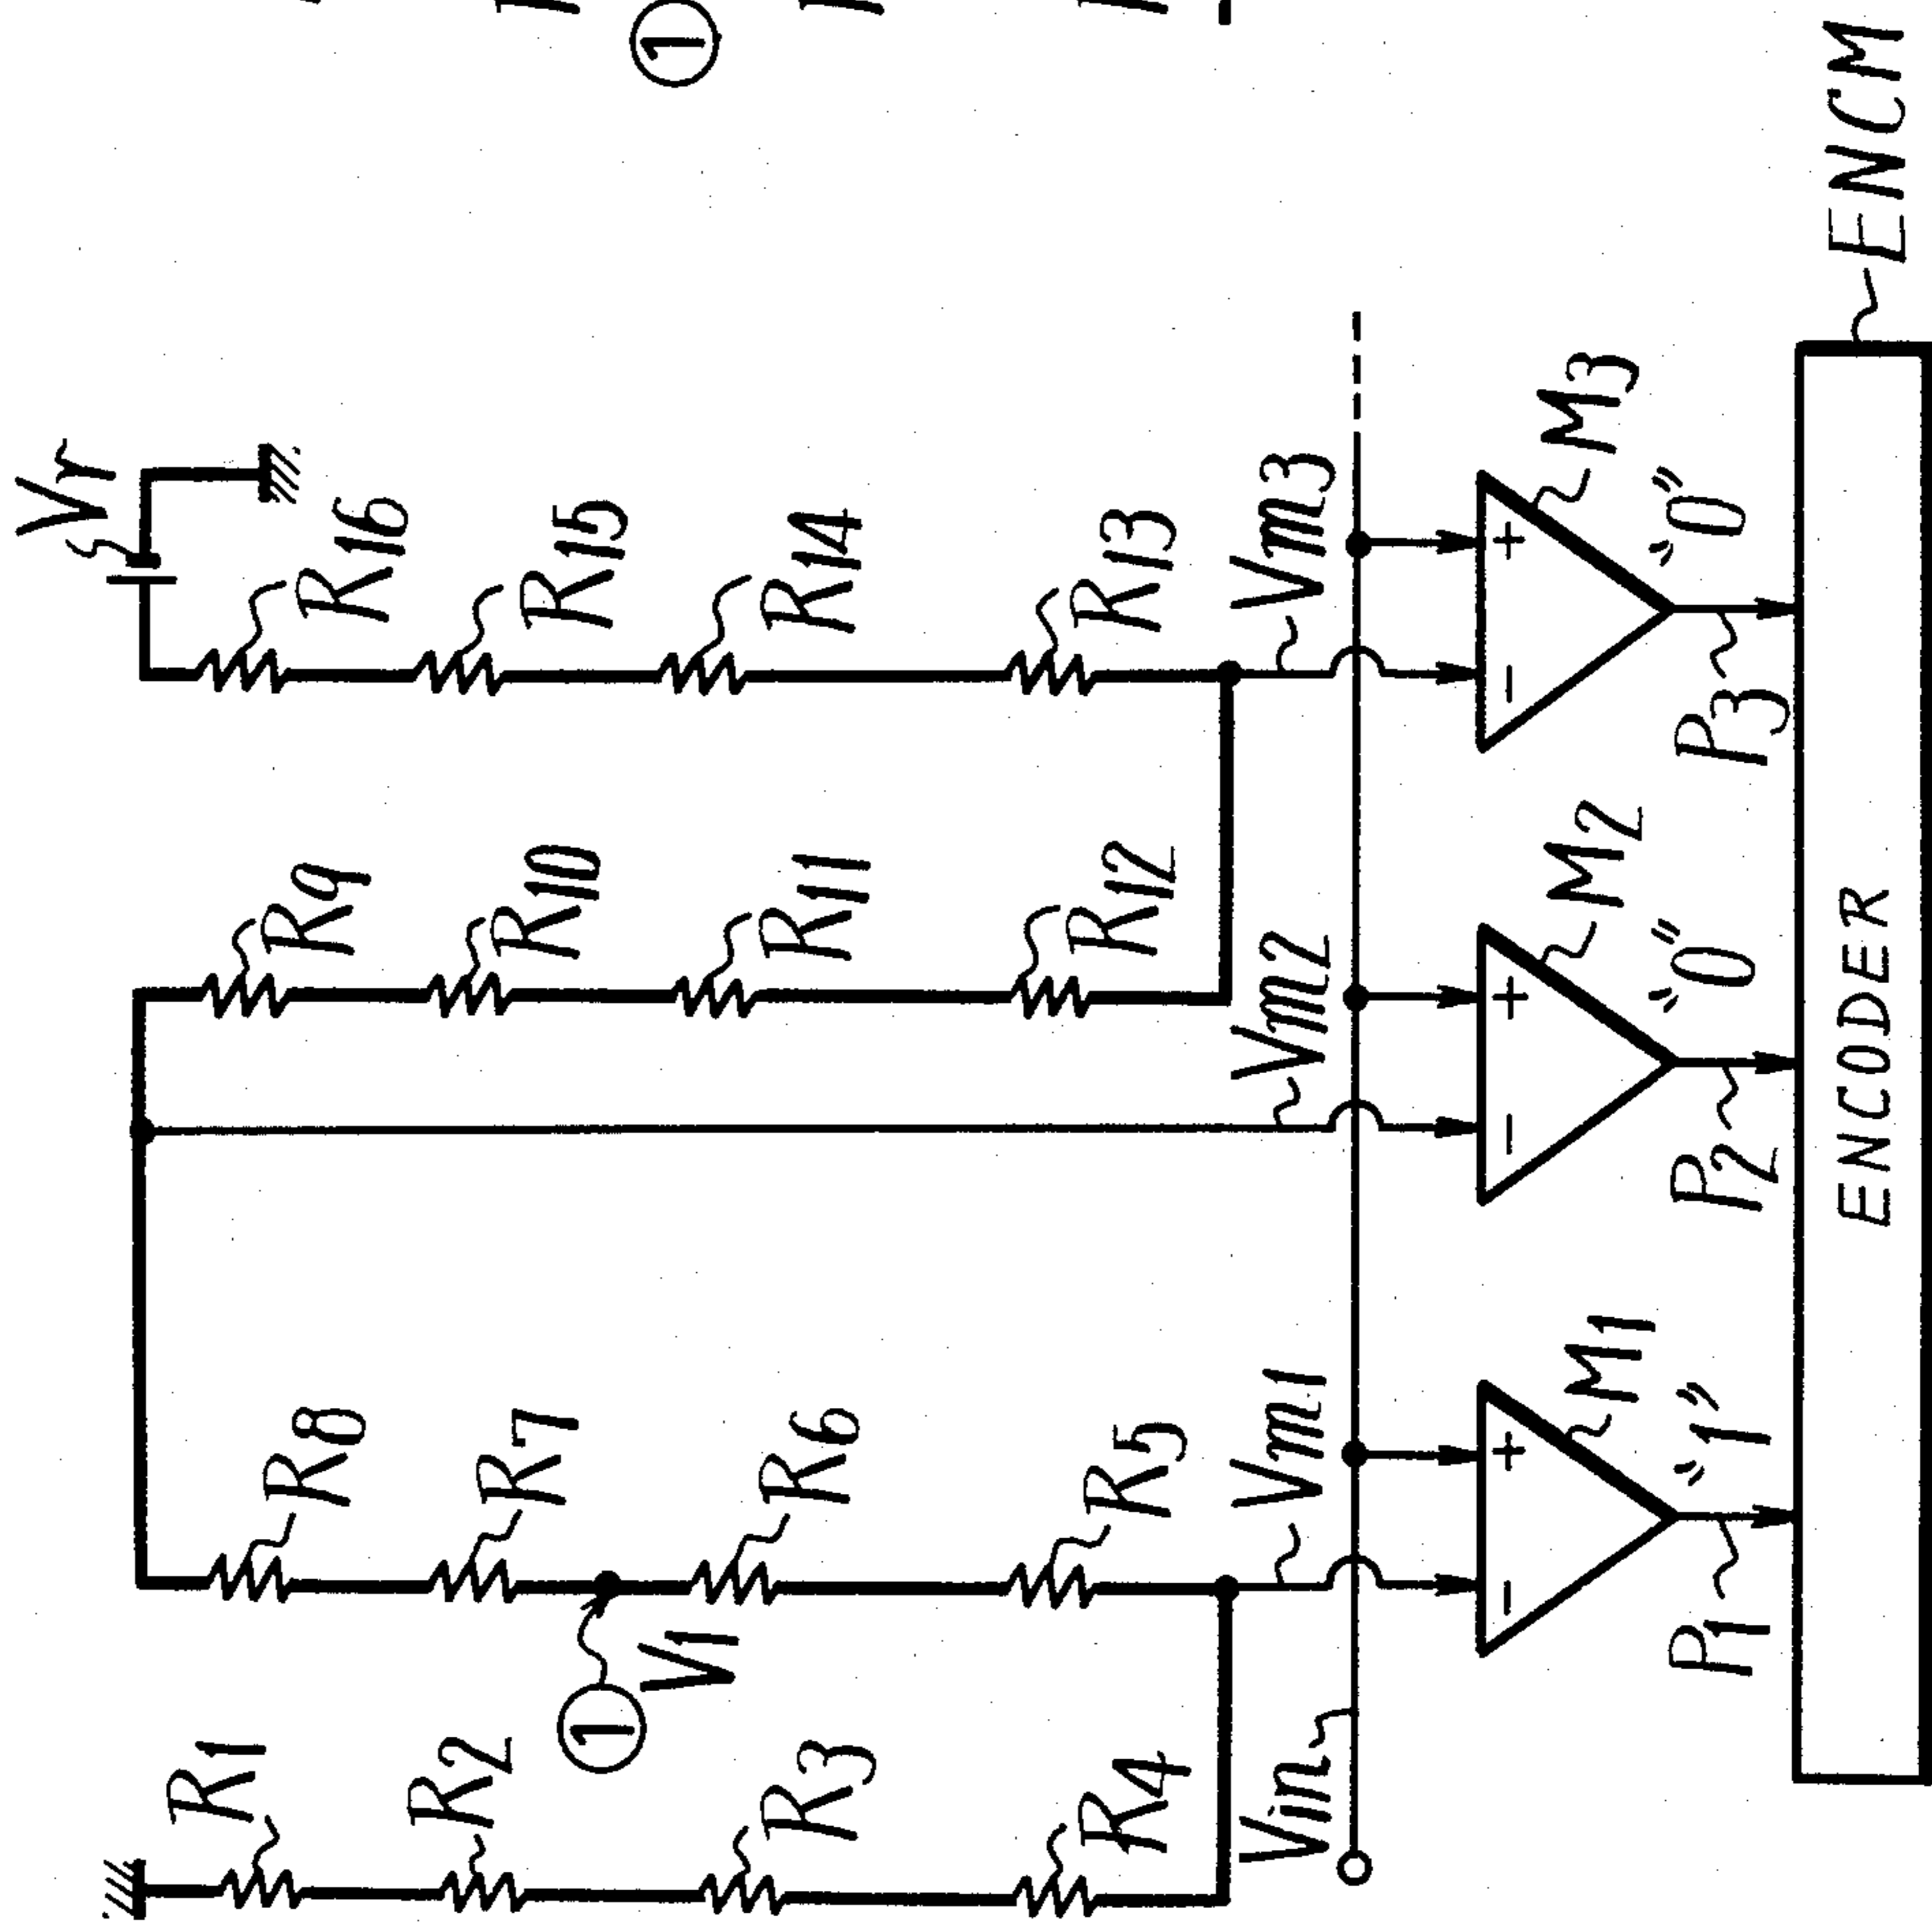 Vr
R1
R8
R9
R16
R2
R7
R10
R15
1
V1
1
R3
R6
R11
R14
R4
R5
R12
R13
Vin
Vm1
Vm2
Vm3
- +
- +
- +
M1
M2
M3
P1
"1"
P2
"0"
P3
"0"
ENCODER
ENCM